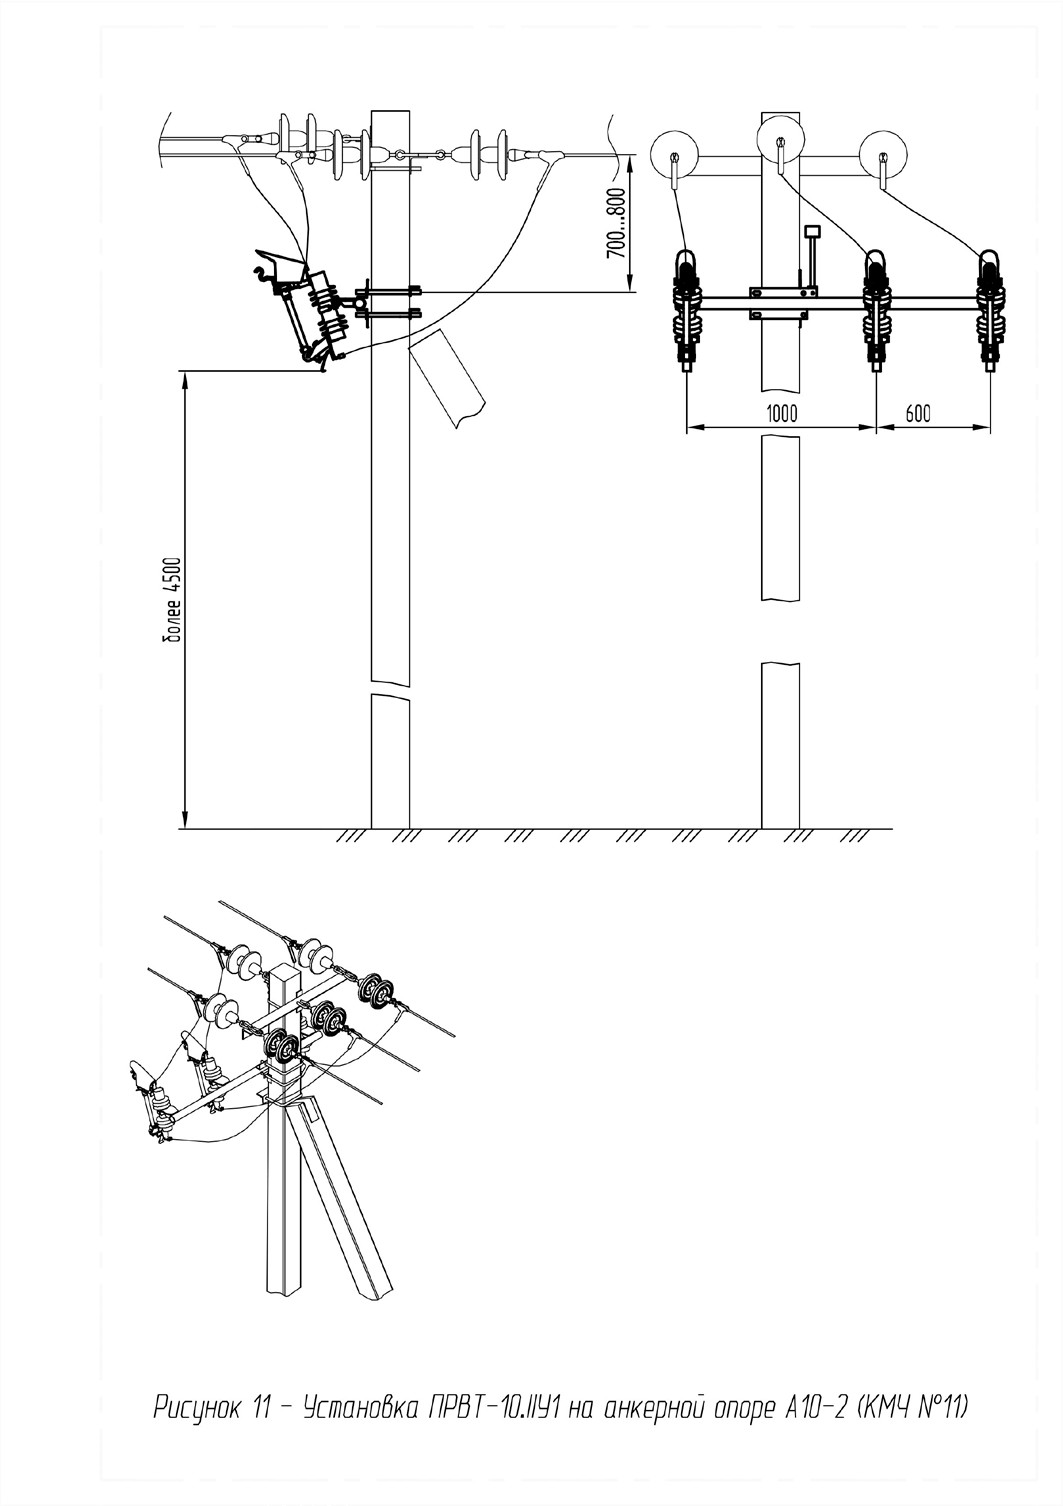 700...800
1000
600
более 4500
Рисунок 11 - Установка ПРВТ-10.IIУ1 на анкерной опоре А10-2 (КМЧ №11)